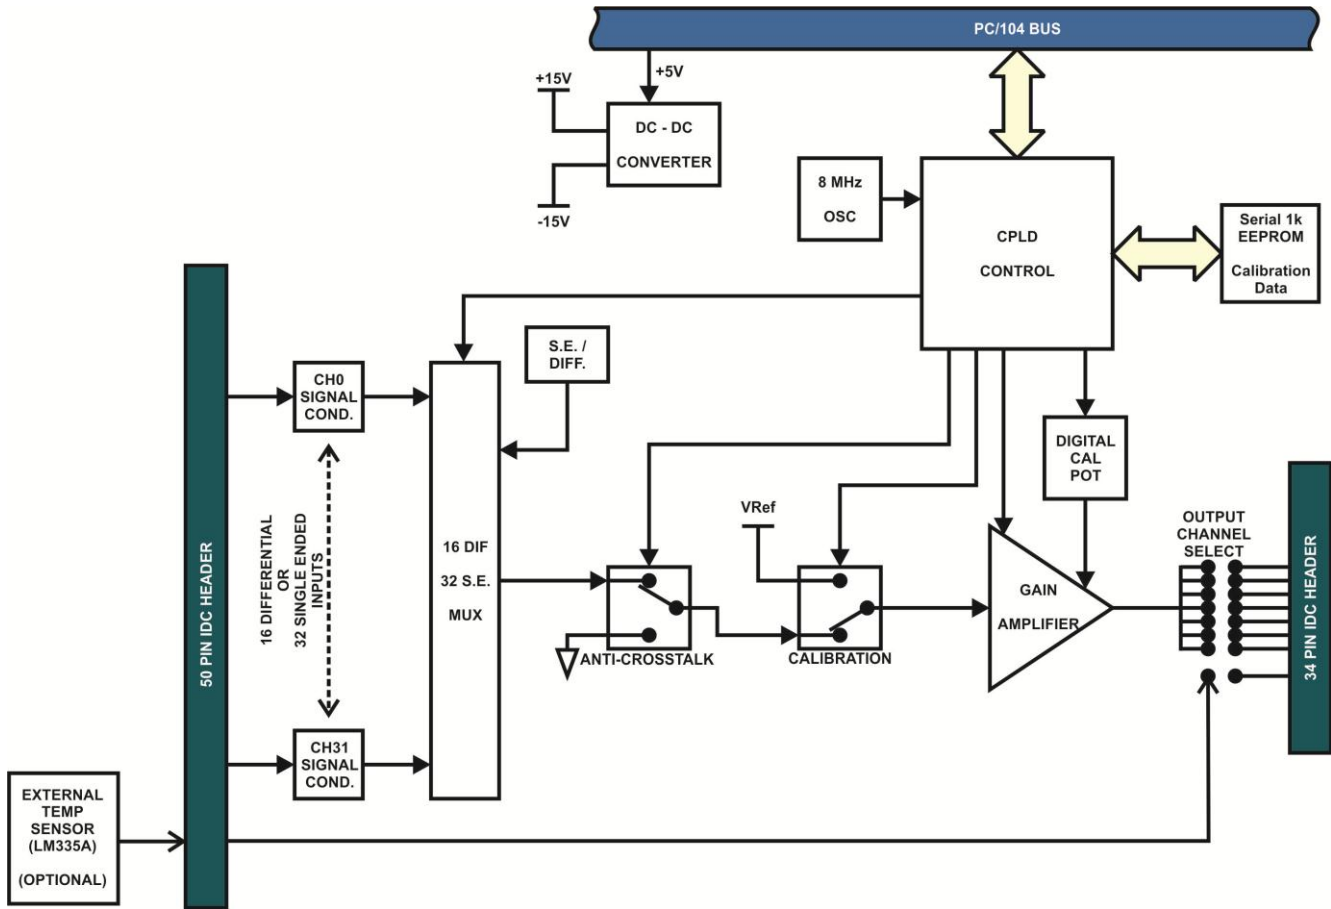 PC/104 BUS
+5V
+15V
-15V
DC - DC
CONVERTER
8 MHz
OSC
CPLD
CONTROL
Serial 1k
EEPROM
Calibration
Data
S.E. /
DIFF.
CH0
SIGNAL
COND.
50 PIN IDC HEADER
16 DIFFERENTIAL
OR
32 SINGLE ENDED
INPUTS
16 DIF
32 S.E.
MUX
DIGITAL
CAL
POT
VRef
ANTI-CROSSTALK
CALIBRATION
GAIN
AMPLIFIER
OUTPUT
CHANNEL
SELECT
34 PIN IDC HEADER
CH31
SIGNAL
COND.
EXTERNAL
TEMP
SENSOR
(LM335A)
(OPTIONAL)